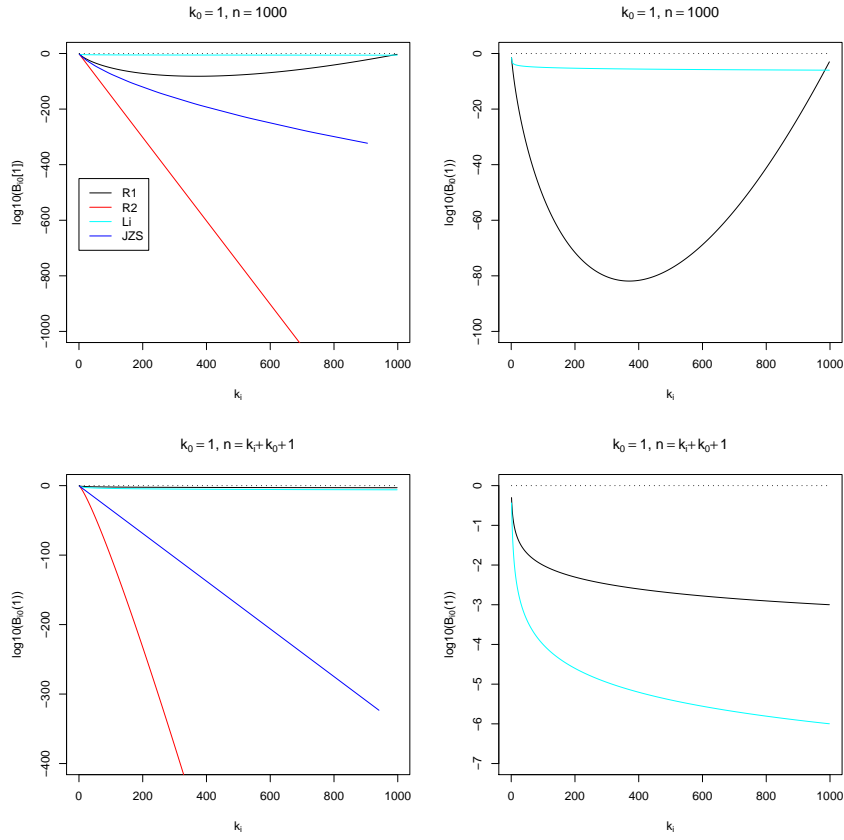 k₀ = 1, n = 1000
log10(Bᵢ₀[1])
0
−200
−400
−600
−800
−1000
R1
R2
Li
JZS
0 200 400 600 800 1000
kᵢ
k₀ = 1, n = 1000
log10(Bᵢ₀(1))
0
−20
−40
−60
−80
−100
0 200 400 600 800 1000
kᵢ
k₀ = 1, n = kᵢ + k₀ + 1
log10(Bᵢ₀(1))
0
−100
−200
−300
−400
0 200 400 600 800 1000
kᵢ
k₀ = 1, n = kᵢ + k₀ + 1
log10(Bᵢ₀(1))
0
−1
−2
−3
−4
−5
−6
−7
0 200 400 600 800 1000
kᵢ